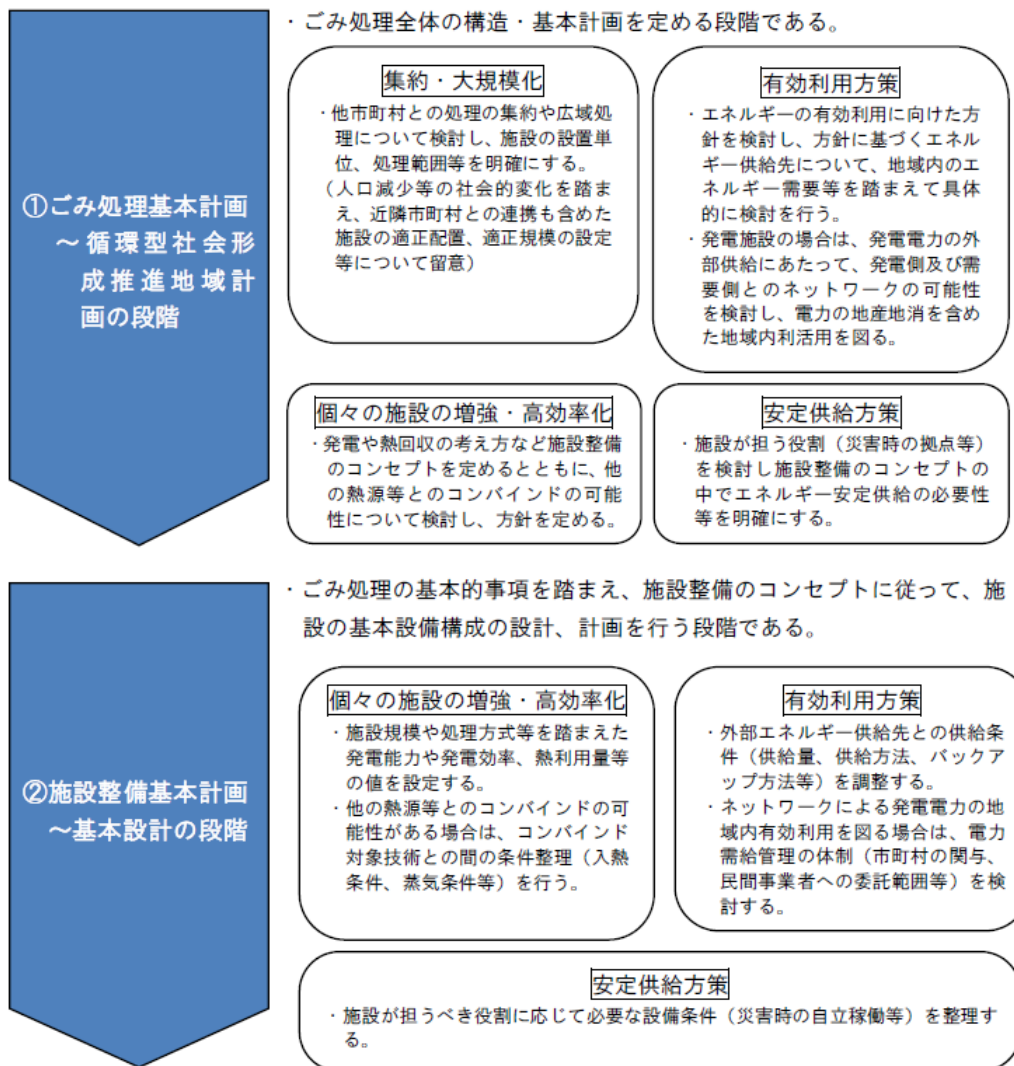 ①ごみ処理基本計画
～循環型社会形
成推進地域計
画の段階
・ごみ処理全体の構造・基本計画を定める段階である。
集約・大規模化
・他市町村との処理の集約や広域処
理について検討し、施設の設置単
位、処理範囲等を明確にする。
（人口減少等の社会的変化を踏ま
え、近隣市町村との連携も含めた
施設の適正配置、適正規模の設定
等について留意）
有効利用方策
・エネルギーの有効利用に向けた方
針を検討し、方針に基づくエネル
ギー供給先について、地域内のエ
ネルギー需要等を踏まえて具体
的に検討を行う。
・発電施設の場合は、発電電力の外
部供給にあたって、発電側及び需
要側とのネットワークの可能性
を検討し、電力の地産地消を含め
た地域内利活用を図る。
個々の施設の増強・高効率化
・発電や熱回収の考え方など施設整備
のコンセプトを定めるとともに、他
の熱源等とのコンバインドの可能
性について検討し、方針を定める。
安定供給方策
・施設が担う役割（災害時の拠点等）
を検討し施設整備のコンセプトの
中でエネルギー安定供給の必要性
等を明確にする。
②施設整備基本計画
～基本設計の段階
・ごみ処理の基本的事項を踏まえ、施設整備のコンセプトに従って、施
設の基本設備構成の設計、計画を行う段階である。
個々の施設の増強・高効率化
・施設規模や処理方式等を踏まえた
発電能力や発電効率、熱利用量等
の値を設定する。
・他の熱源等とのコンバインドの可
能性がある場合は、コンバインド
対象技術との間の条件整理（入熱
条件、蒸気条件等）を行う。
有効利用方策
・外部エネルギー供給先との供給条
件（供給量、供給方法、バックア
ップ方法等）を調整する。
・ネットワークによる発電電力の地
域内有効利用を図る場合は、電力
需給管理の体制（市町村の関与、
民間事業者への委託範囲等）を検
討する。
安定供給方策
・施設が担うべき役割に応じて必要な設備条件（災害時の自立稼働等）を整理す
る。